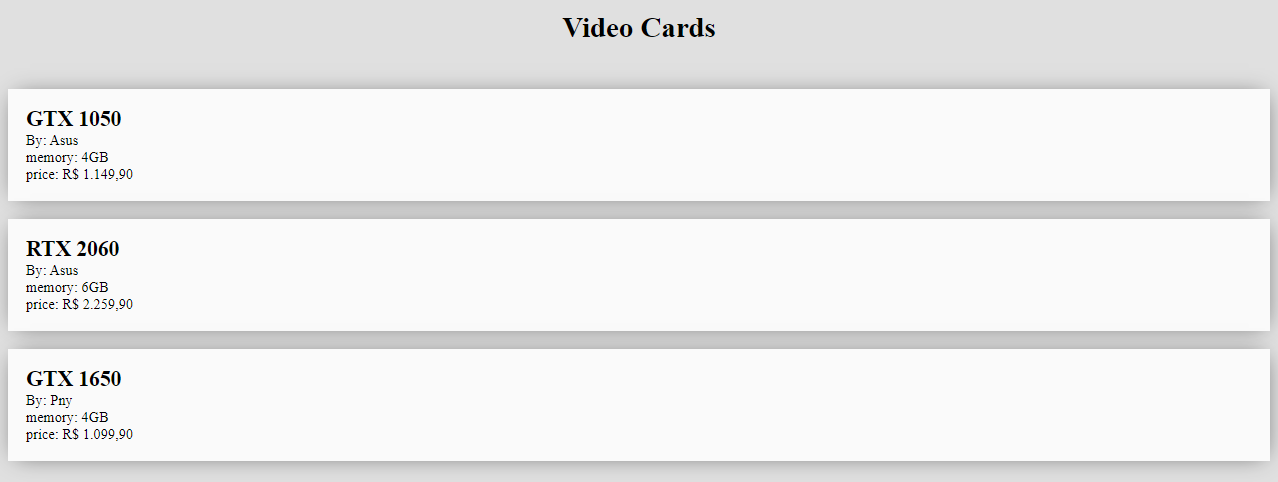 Video Cards
GTX 1050
By: Asus
memory: 4GB
price: R$ 1.149,90
RTX 2060
By: Asus
memory: 6GB
price: R$ 2.259,90
GTX 1650
By: Pny
memory: 4GB
price: R$ 1.099,90